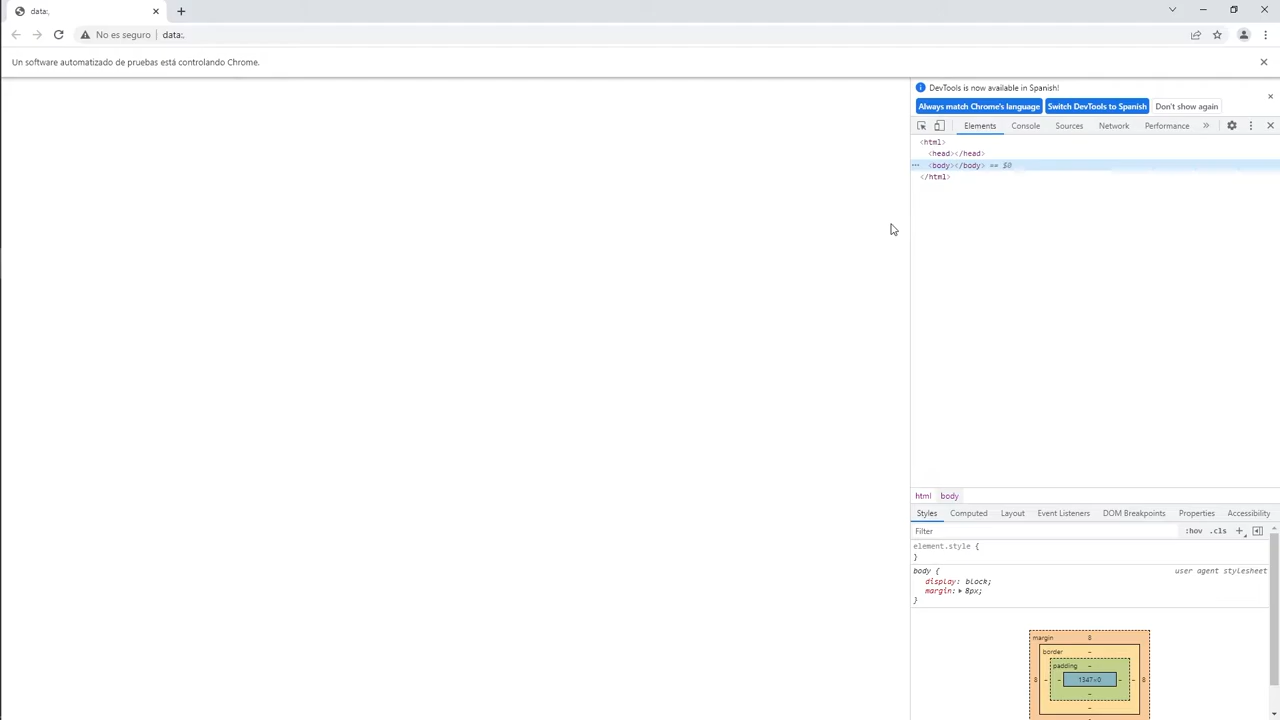 data:,
No es seguro | data:,
Un software automatizado de pruebas está controlando Chrome.
DevTools is now available in Spanish!
Always match Chrome's language Switch DevTools to Spanish Don't show again
Elements Console Sources Network Performance »
<html>
<head></head>
··· <body></body> == $0
</html>
html body
Styles Computed Layout Event Listeners DOM Breakpoints Properties Accessibility
Filter :hov .cls +
element.style {
}
body { user agent stylesheet
display: block;
margin: ▸ 8px;
}
margin 8
border –
padding –
8 – – 1547×0 – – 8
–
–